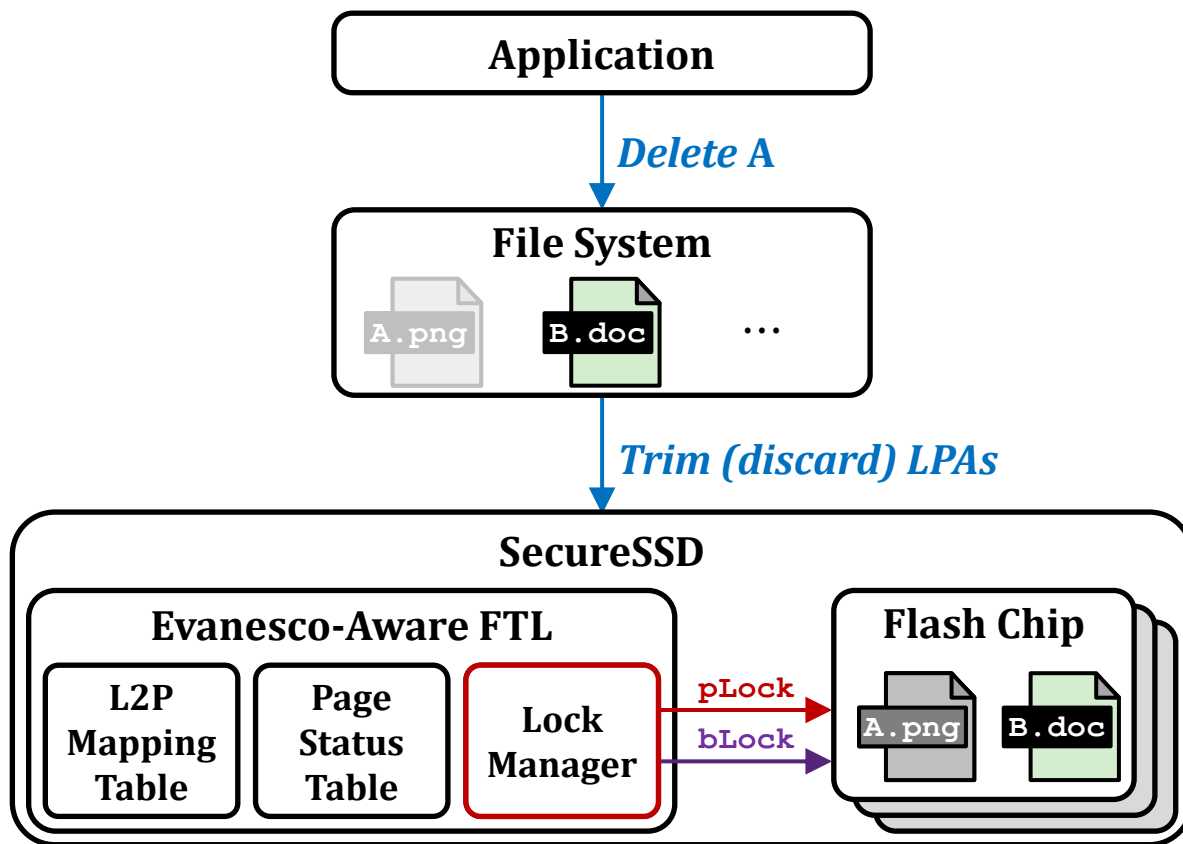 Application
Delete A
File System
A.png
B.doc
...
Trim (discard) LPAs
SecureSSD
Evanesco-Aware FTL
L2P
Mapping
Table
Page
Status
Table
Lock
Manager
pLock
bLock
Flash Chip
A.png
B.doc